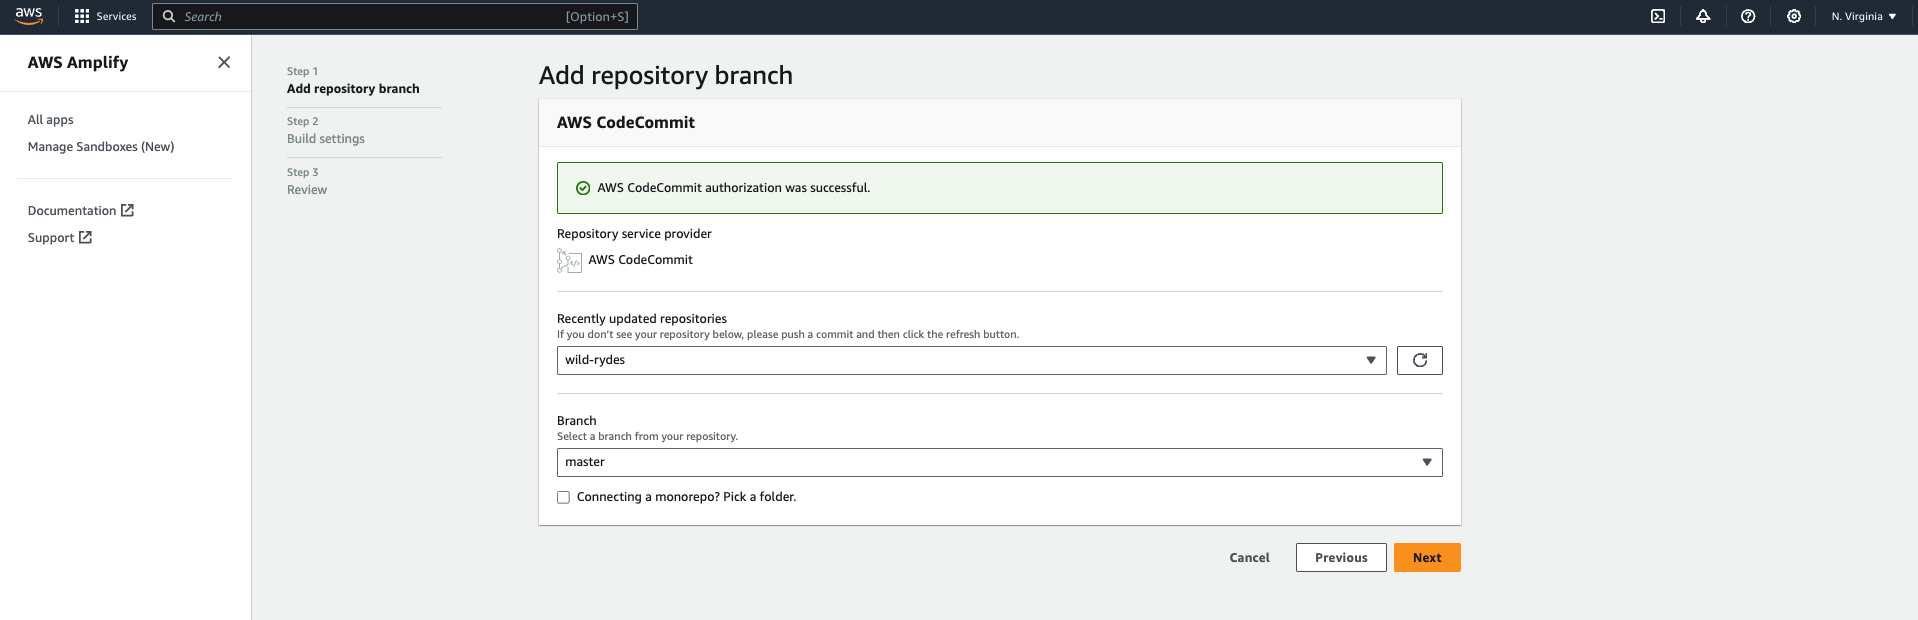 aws
Services
Search
[Option+S]
N. Virginia
AWS Amplify
All apps
Manage Sandboxes (New)
Documentation
Support
Step 1
Add repository branch
Step 2
Build settings
Step 3
Review
Add repository branch
AWS CodeCommit
AWS CodeCommit authorization was successful.
Repository service provider
AWS CodeCommit
Recently updated repositories
If you don't see your repository below, please push a commit and then click the refresh button.
wild-rydes
Branch
Select a branch from your repository.
master
Connecting a monorepo? Pick a folder.
Cancel
Previous
Next